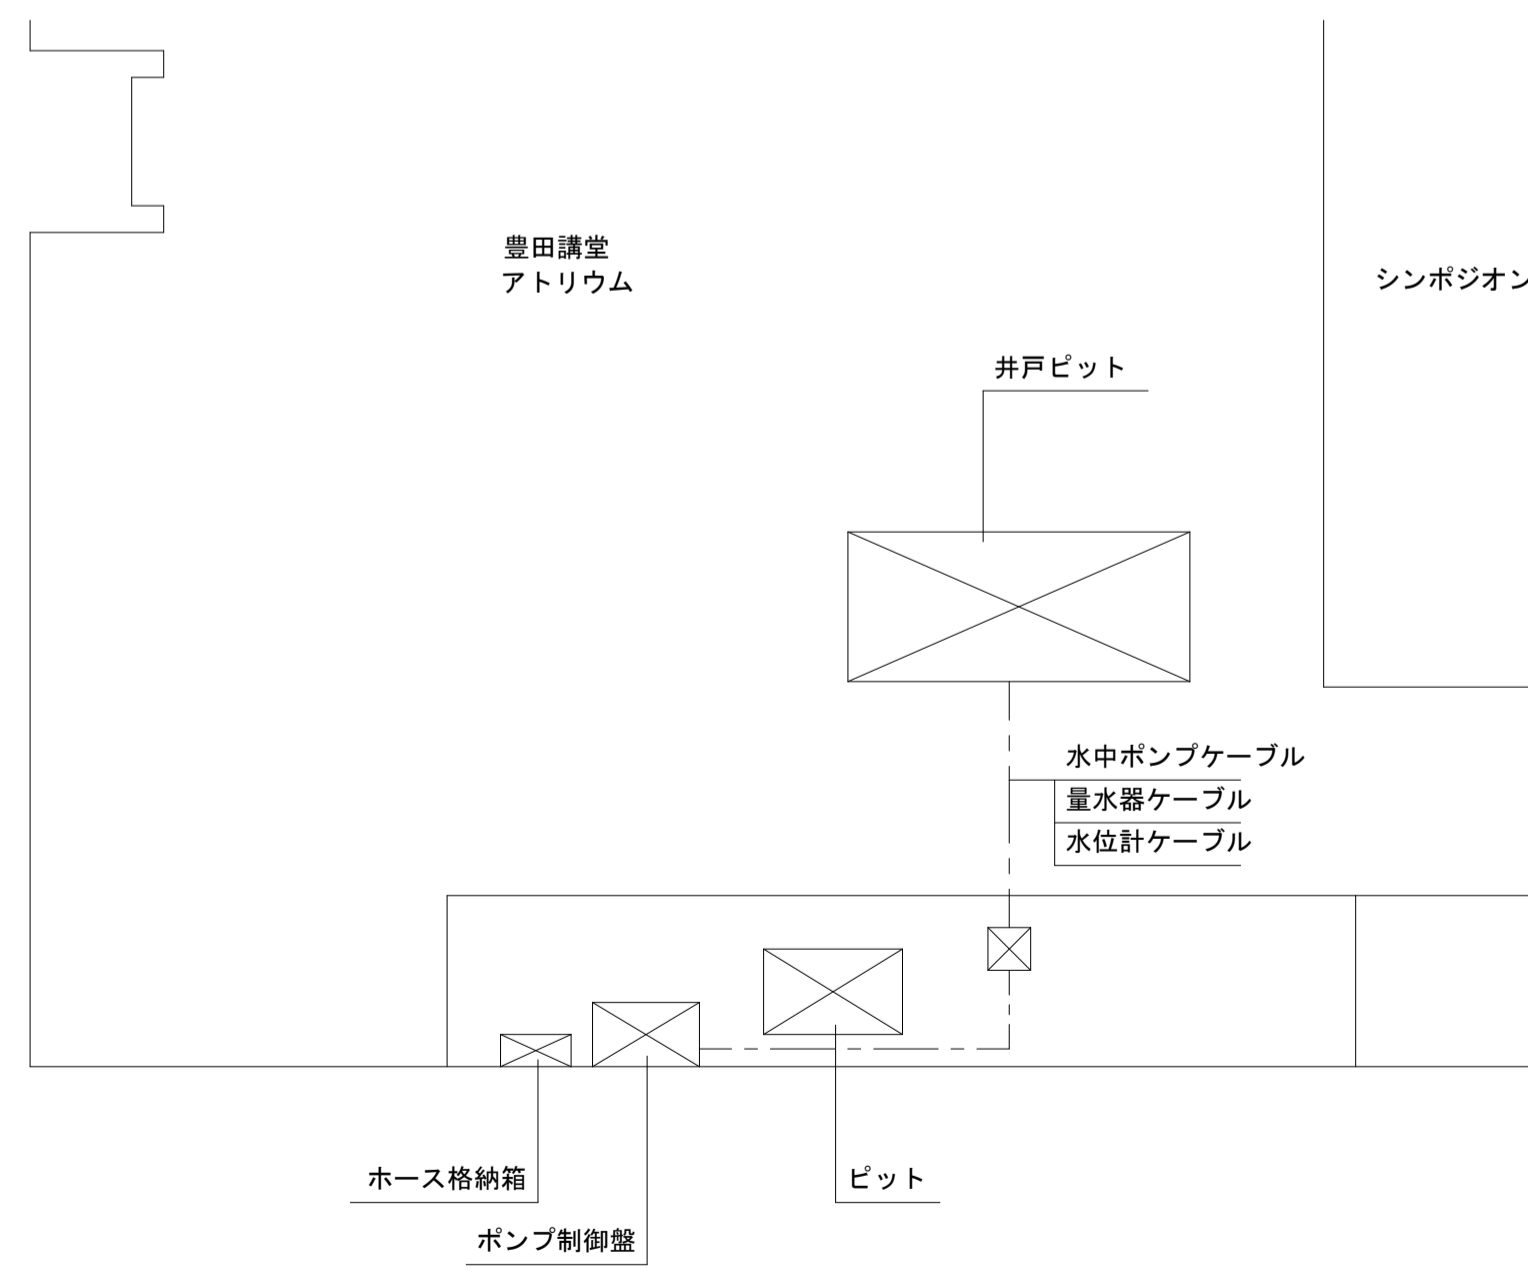 豊田講堂
アトリウム
シンポジオン
井戸ピット
水中ポンプケーブル
量水器ケーブル
水位計ケーブル
ホース格納箱
ピット
ポンプ制御盤